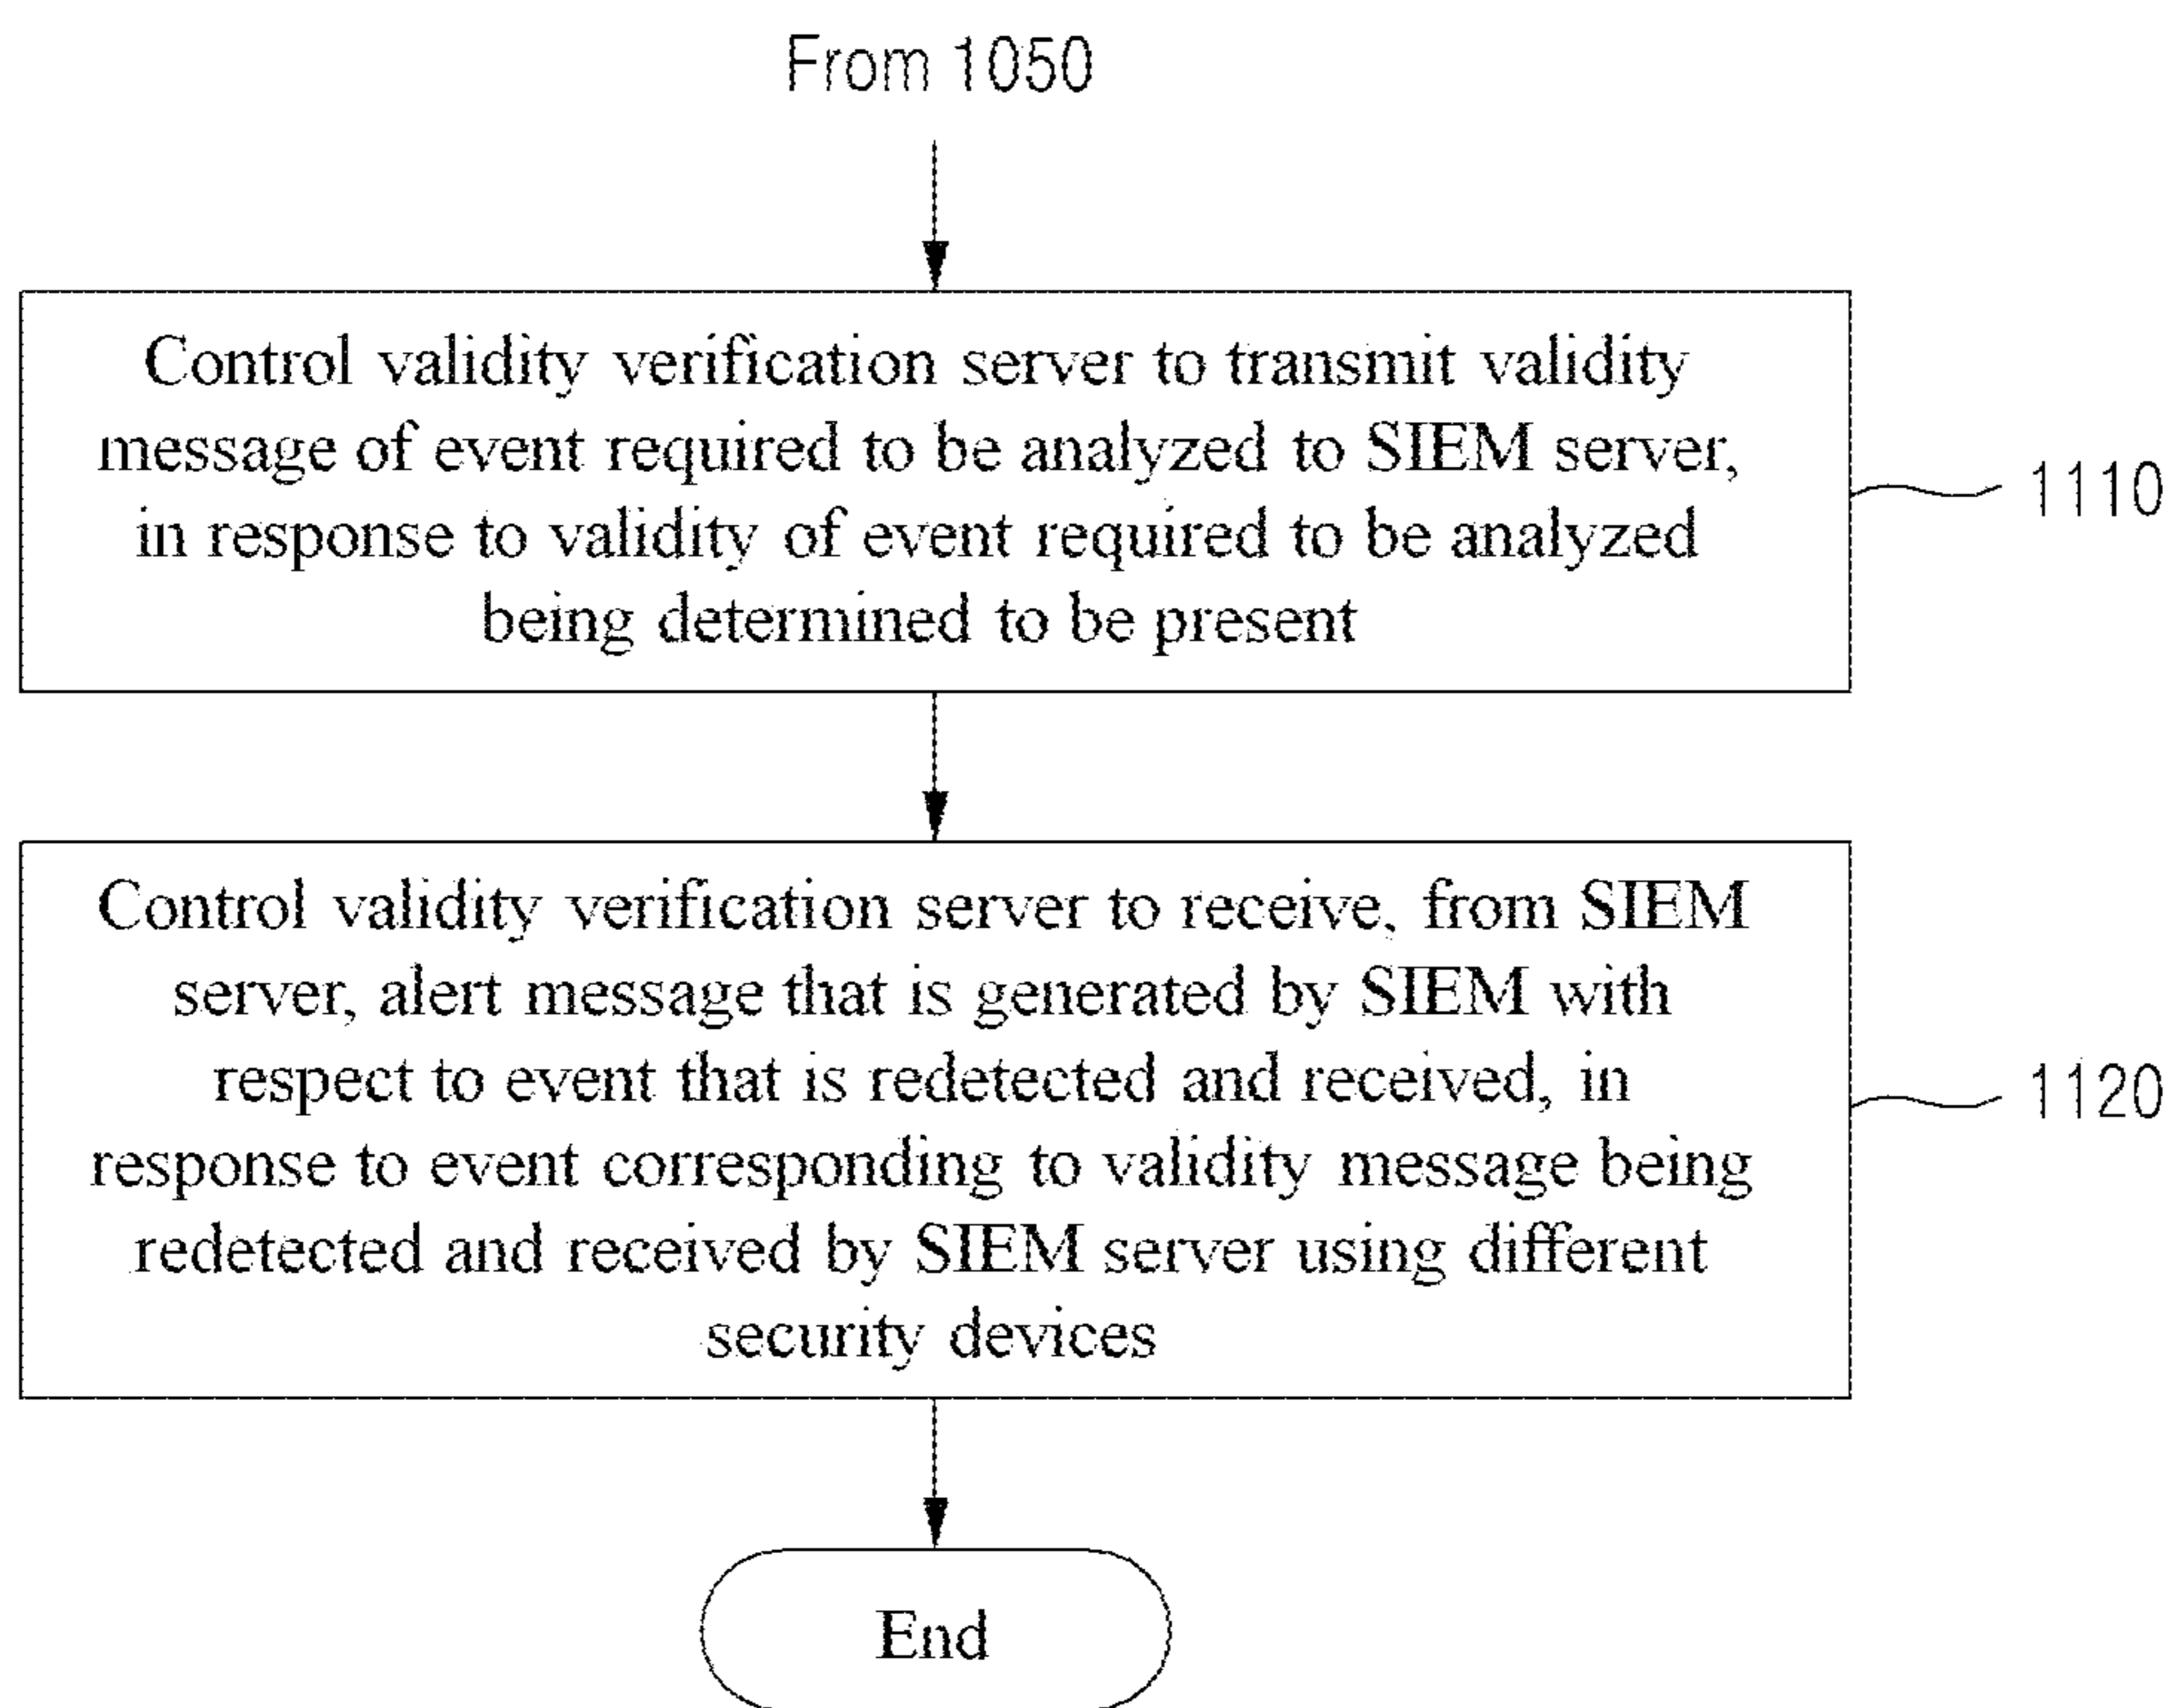 From 1050
Control validity verification server to transmit validity
message of event required to be analyzed to SIEM server,
in response to validity of event required to be analyzed
being determined to be present
1110
Control validity verification server to receive, from SIEM
server, alert message that is generated by SIEM with
respect to event that is redetected and received, in
response to event corresponding to validity message being
redetected and received by SIEM server using different
security devices
1120
End